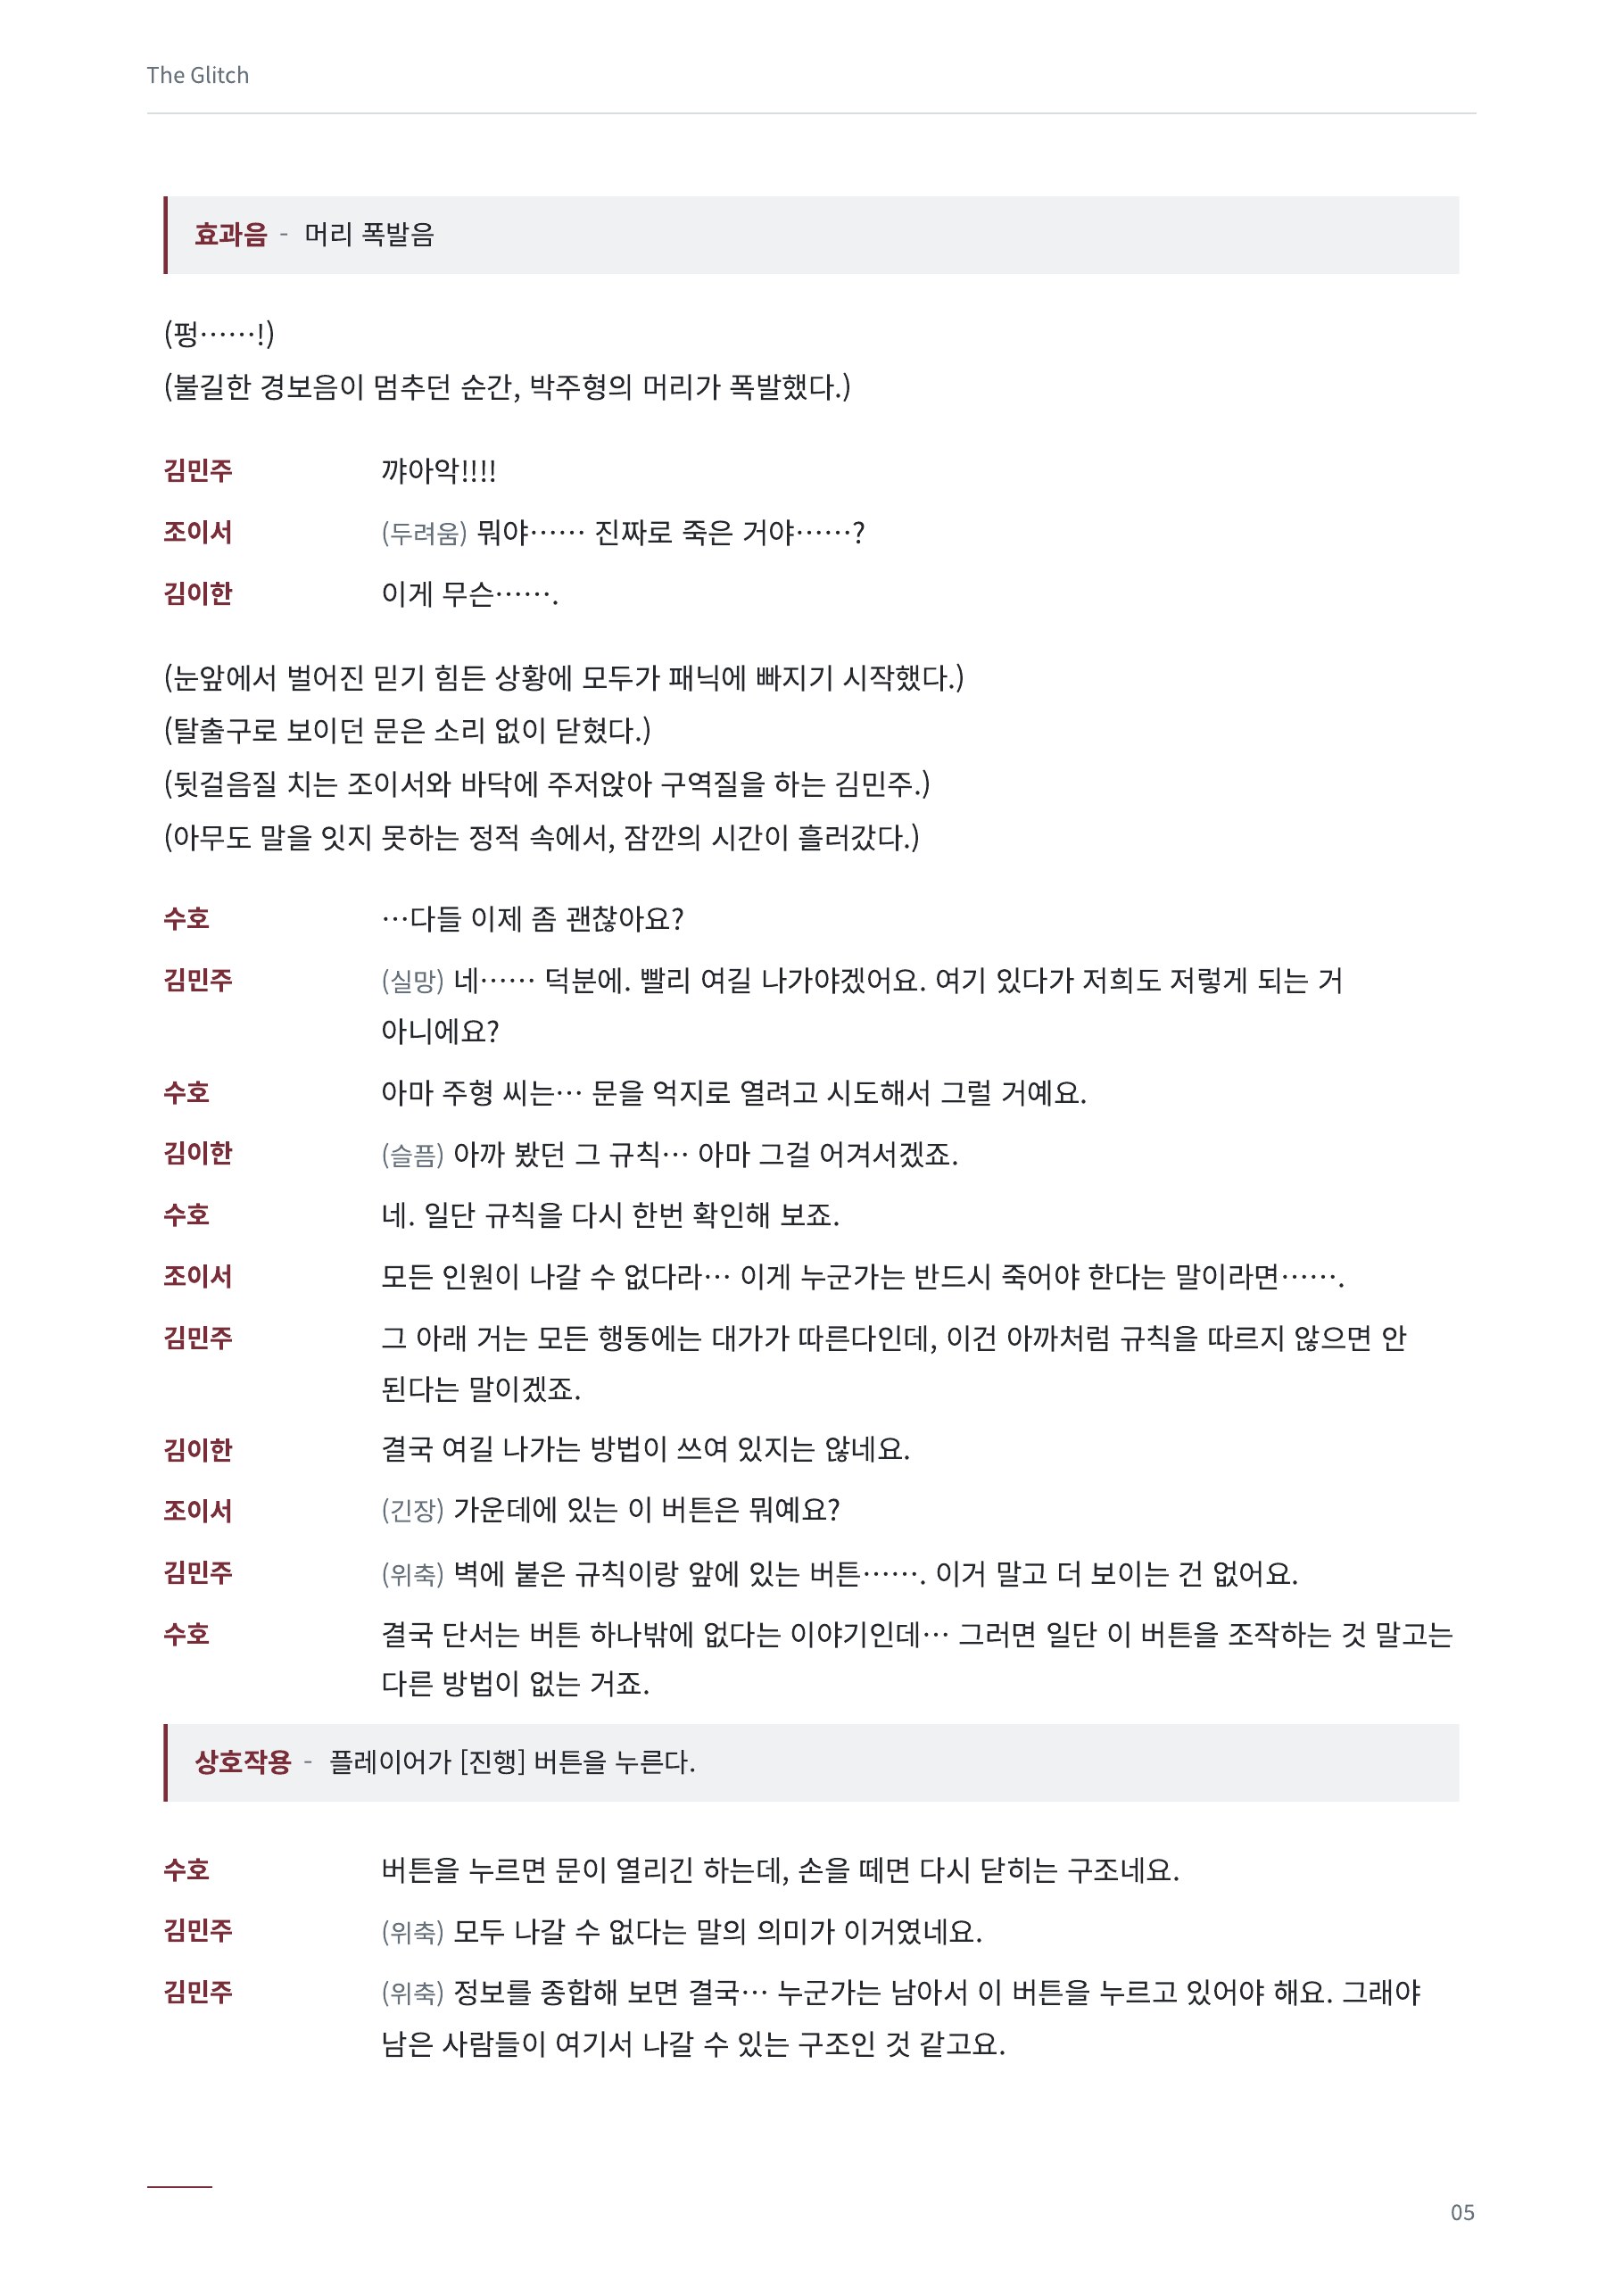 The Glitch
효과음 - 머리 폭발음
(펑……!)
(불길한 경보음이 멈추던 순간, 박주형의 머리가 폭발했다.)
김민주 꺄아악!!!!
조이서 (두려움) 뭐야…… 진짜로 죽은 거야……?
김이한 이게 무슨…….
(눈앞에서 벌어진 믿기 힘든 상황에 모두가 패닉에 빠지기 시작했다.)
(탈출구로 보이던 문은 소리 없이 닫혔다.)
(뒷걸음질 치는 조이서와 바닥에 주저앉아 구역질을 하는 김민주.)
(아무도 말을 잇지 못하는 정적 속에서, 잠깐의 시간이 흘러갔다.)
수호 …다들 이제 좀 괜찮아요?
김민주 (실망) 네…… 덕분에. 빨리 여길 나가야겠어요. 여기 있다가 저희도 저렇게 되는 거
아니에요?
수호 아마 주형 씨는… 문을 억지로 열려고 시도해서 그럴 거예요.
김이한 (슬픔) 아까 봤던 그 규칙… 아마 그걸 어겨서겠죠.
수호 네. 일단 규칙을 다시 한번 확인해 보죠.
조이서 모든 인원이 나갈 수 없다라… 이게 누군가는 반드시 죽어야 한다는 말이라면…….
김민주 그 아래 거는 모든 행동에는 대가가 따른다인데, 이건 아까처럼 규칙을 따르지 않으면 안
된다는 말이겠죠.
김이한 결국 여길 나가는 방법이 쓰여 있지는 않네요.
조이서 (긴장) 가운데에 있는 이 버튼은 뭐예요?
김민주 (위축) 벽에 붙은 규칙이랑 앞에 있는 버튼……. 이거 말고 더 보이는 건 없어요.
수호 결국 단서는 버튼 하나밖에 없다는 이야기인데… 그러면 일단 이 버튼을 조작하는 것 말고는
다른 방법이 없는 거죠.
상호작용 - 플레이어가 [진행] 버튼을 누른다.
수호 버튼을 누르면 문이 열리긴 하는데, 손을 떼면 다시 닫히는 구조네요.
김민주 (위축) 모두 나갈 수 없다는 말의 의미가 이거였네요.
김민주 (위축) 정보를 종합해 보면 결국… 누군가는 남아서 이 버튼을 누르고 있어야 해요. 그래야
남은 사람들이 여기서 나갈 수 있는 구조인 것 같고요.
05